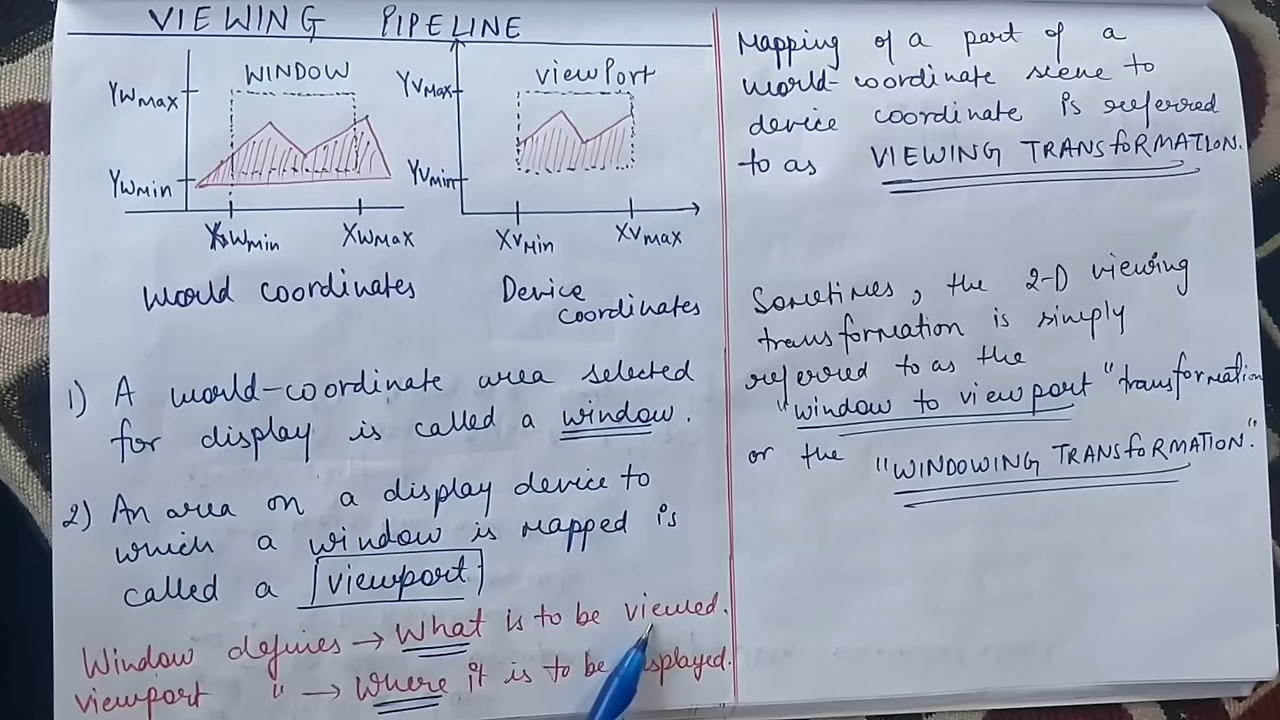 VIEWING PIPELINE
WINDOW
YWMax
YWMin
XWMin
XWMax
World coordinates
viewPort
YVMax
YVMin
XVMin
XVMax
Device
coordinates
1) A world-coordinate area selected
for display is called a window.
2) An area on a display device to
which a window is mapped is
called a viewport
Window defines → What is to be viewed.
viewport " → Where it is to be displayed.
Mapping of a part of a
world-coordinate scene to
device coordinate is referred
to as VIEWING TRANSFORMATION.
Sometimes, the 2-D viewing
transformation is simply
referred to as the
"window to viewport "transformation
or the "WINDOWING TRANSFORMATION".